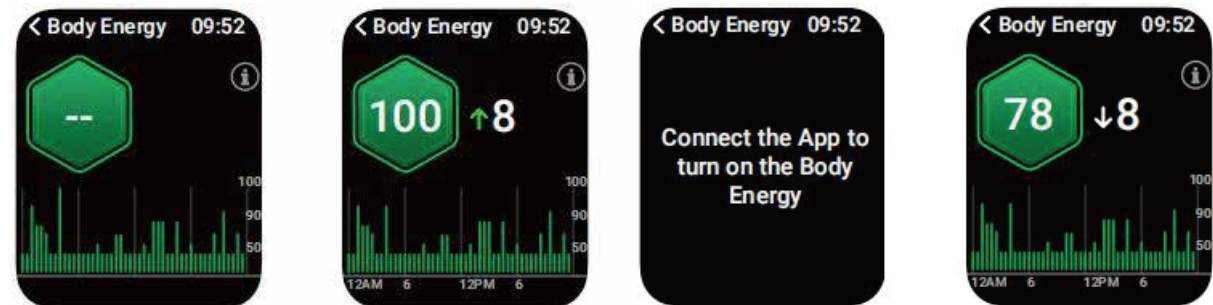 < Body Energy 09:52
--
100
90
50
< Body Energy 09:52
100 ↑8
100
90
50
12AM 6 12PM 6
< Body Energy 09:52
Connect the App to
turn on the Body
Energy
< Body Energy 09:52
78 ↓8
100
90
50
12AM 6 12PM 6